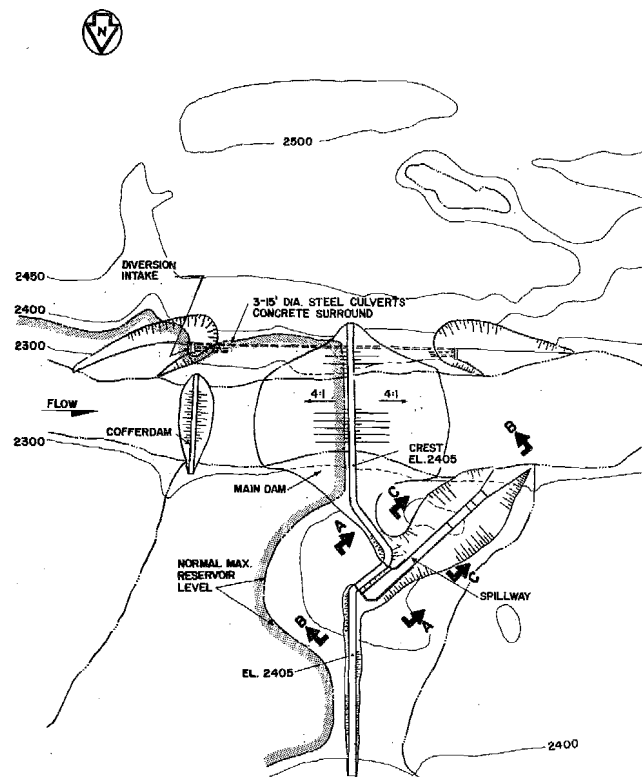 N
2500
2450
DIVERSION
INTAKE
2400
3-15' DIA. STEEL CULVERTS
CONCRETE SURROUND
2300
FLOW
4:1
4:1
2300
COFFERDAM
CREST
EL. 2405
B
MAIN DAM
C
A
NORMAL MAX.
RESERVOIR
LEVEL
C
SPILLWAY
A
B
EL. 2405
2400